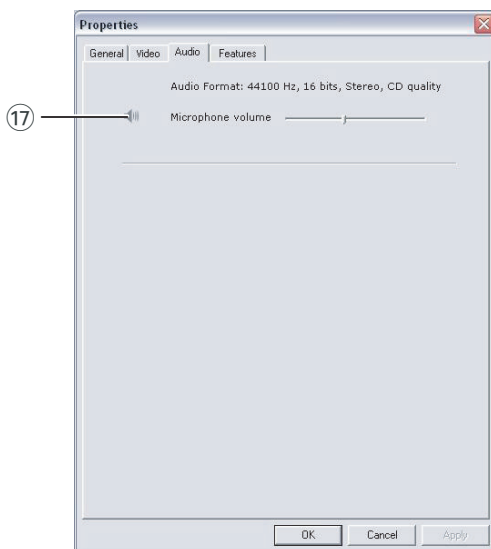 Properties
General Video Audio Features
Audio Format: 44100 Hz, 16 bits, Stereo, CD quality
17 Microphone volume
OK Cancel Apply